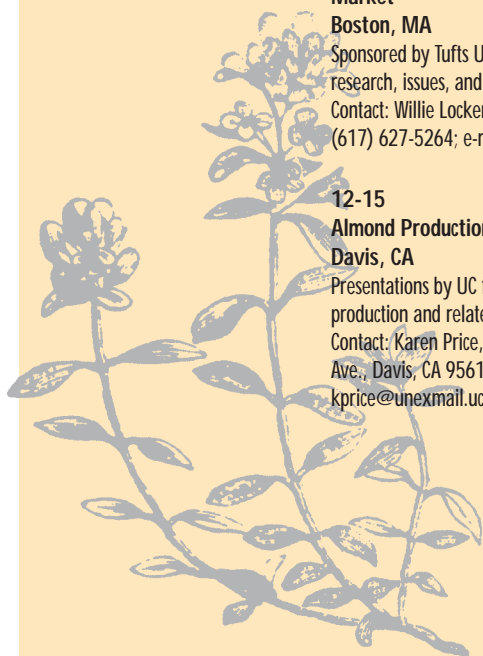 Market
Boston, MA
Sponsored by Tufts U
research, issues, and
Contact: Willie Locke
(617) 627-5264; e-
12-15
Almond Production
Davis, CA
Presentations by UC
production and relate
Contact: Karen Price,
Ave., Davis, CA 9561
kprice@unexmail.uc